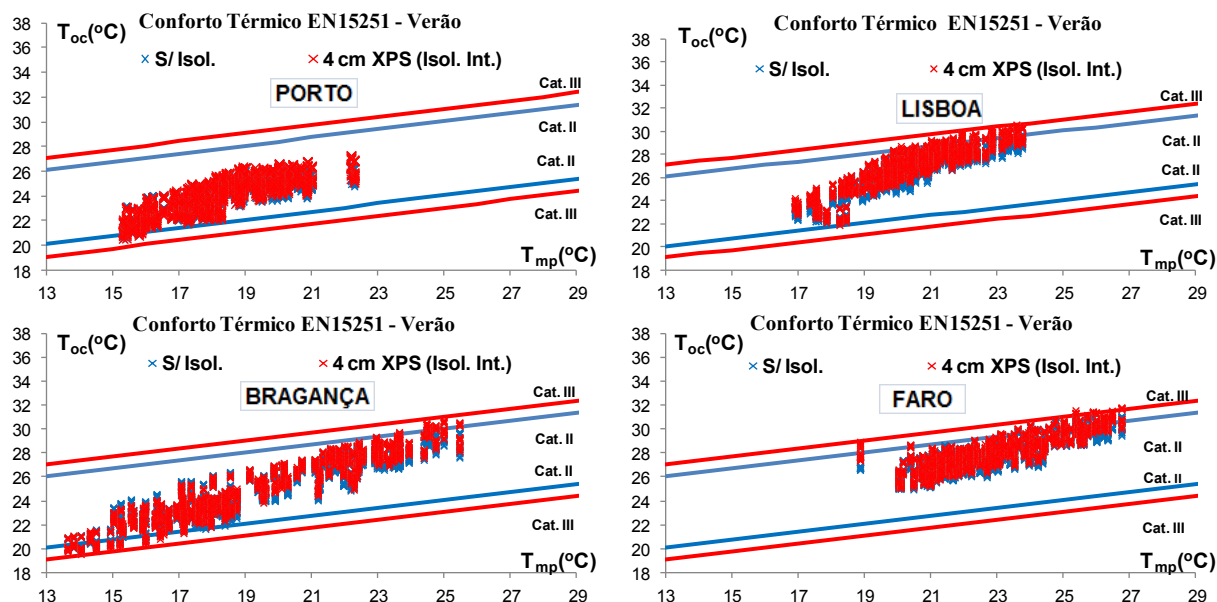 Conforto Térmico EN15251 - Verão
Toc(ºC)
S/ Isol.
4 cm XPS (Isol. Int.)
PORTO
Cat. III
Cat. II
Cat. II
Cat. III
Tmp(ºC)
38
36
34
32
30
28
26
24
22
20
18
13 15 17 19 21 23 25 27 29
Conforto Térmico EN15251 - Verão
Toc(ºC)
S/ Isol.
4 cm XPS (Isol. Int.)
LISBOA
Cat. III
Cat. II
Cat. II
Cat. III
Tmp(ºC)
38
36
34
32
30
28
26
24
22
20
18
13 15 17 19 21 23 25 27 29
Conforto Térmico EN15251 - Verão
Toc(ºC)
S/ Isol.
4 cm XPS (Isol. Int.)
BRAGANÇA
Cat. III
Cat. II
Cat. II
Cat. III
Tmp(ºC)
38
36
34
32
30
28
26
24
22
20
18
13 15 17 19 21 23 25 27 29
Conforto Térmico EN15251 - Verão
Toc(ºC)
S/ Isol.
4 cm XPS (Isol. Int.)
FARO
Cat. III
Cat. II
Cat. II
Cat. III
Tmp(ºC)
38
36
34
32
30
28
26
24
22
20
18
13 15 17 19 21 23 25 27 29